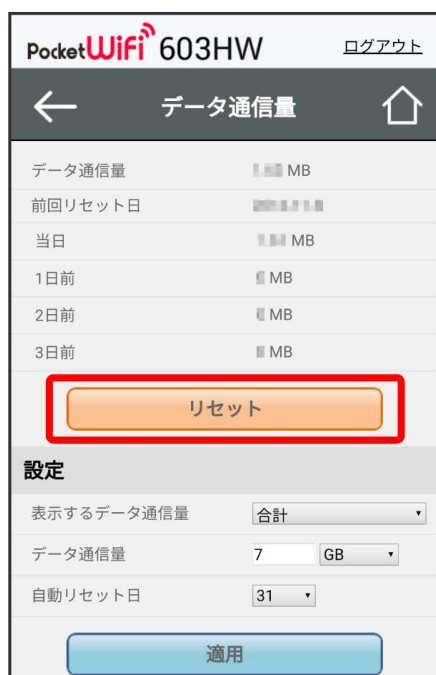 PocketWiFi 603HW ログアウト
データ通信量
データ通信量 MB
前回リセット日
当日 MB
1日前 MB
2日前 MB
3日前 MB
リセット
設定
表示するデータ通信量 合計
データ通信量 7 GB
自動リセット日 31
適用